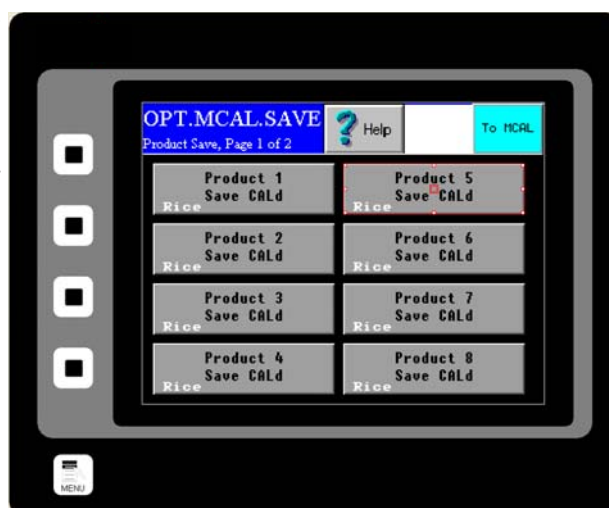 OPT.MCAL.SAVE
Product Save, Page 1 of 2
? Help
To MCAL
Product 1
Save CALd
Rice
Product 5
Save CALd
Rice
Product 2
Save CALd
Rice
Product 6
Save CALd
Rice
Product 3
Save CALd
Rice
Product 7
Save CALd
Rice
Product 4
Save CALd
Rice
Product 8
Save CALd
Rice
MENU